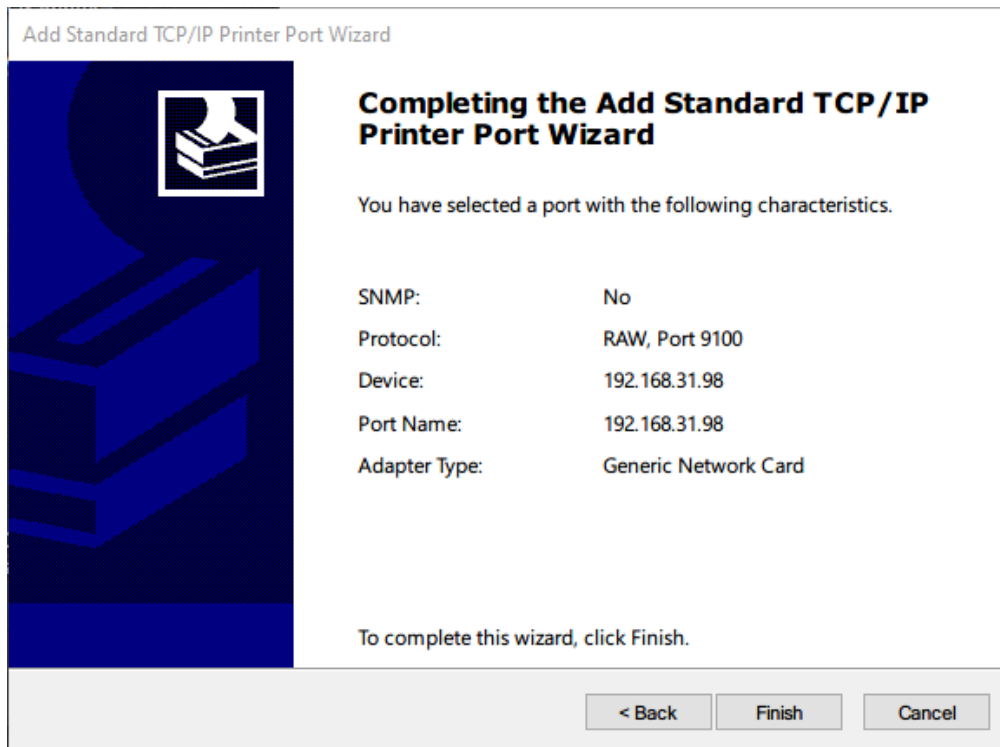 Add Standard TCP/IP Printer Port Wizard
Completing the Add Standard TCP/IP
Printer Port Wizard
You have selected a port with the following characteristics.
SNMP: No
Protocol: RAW, Port 9100
Device: 192.168.31.98
Port Name: 192.168.31.98
Adapter Type: Generic Network Card
To complete this wizard, click Finish.
< Back Finish Cancel